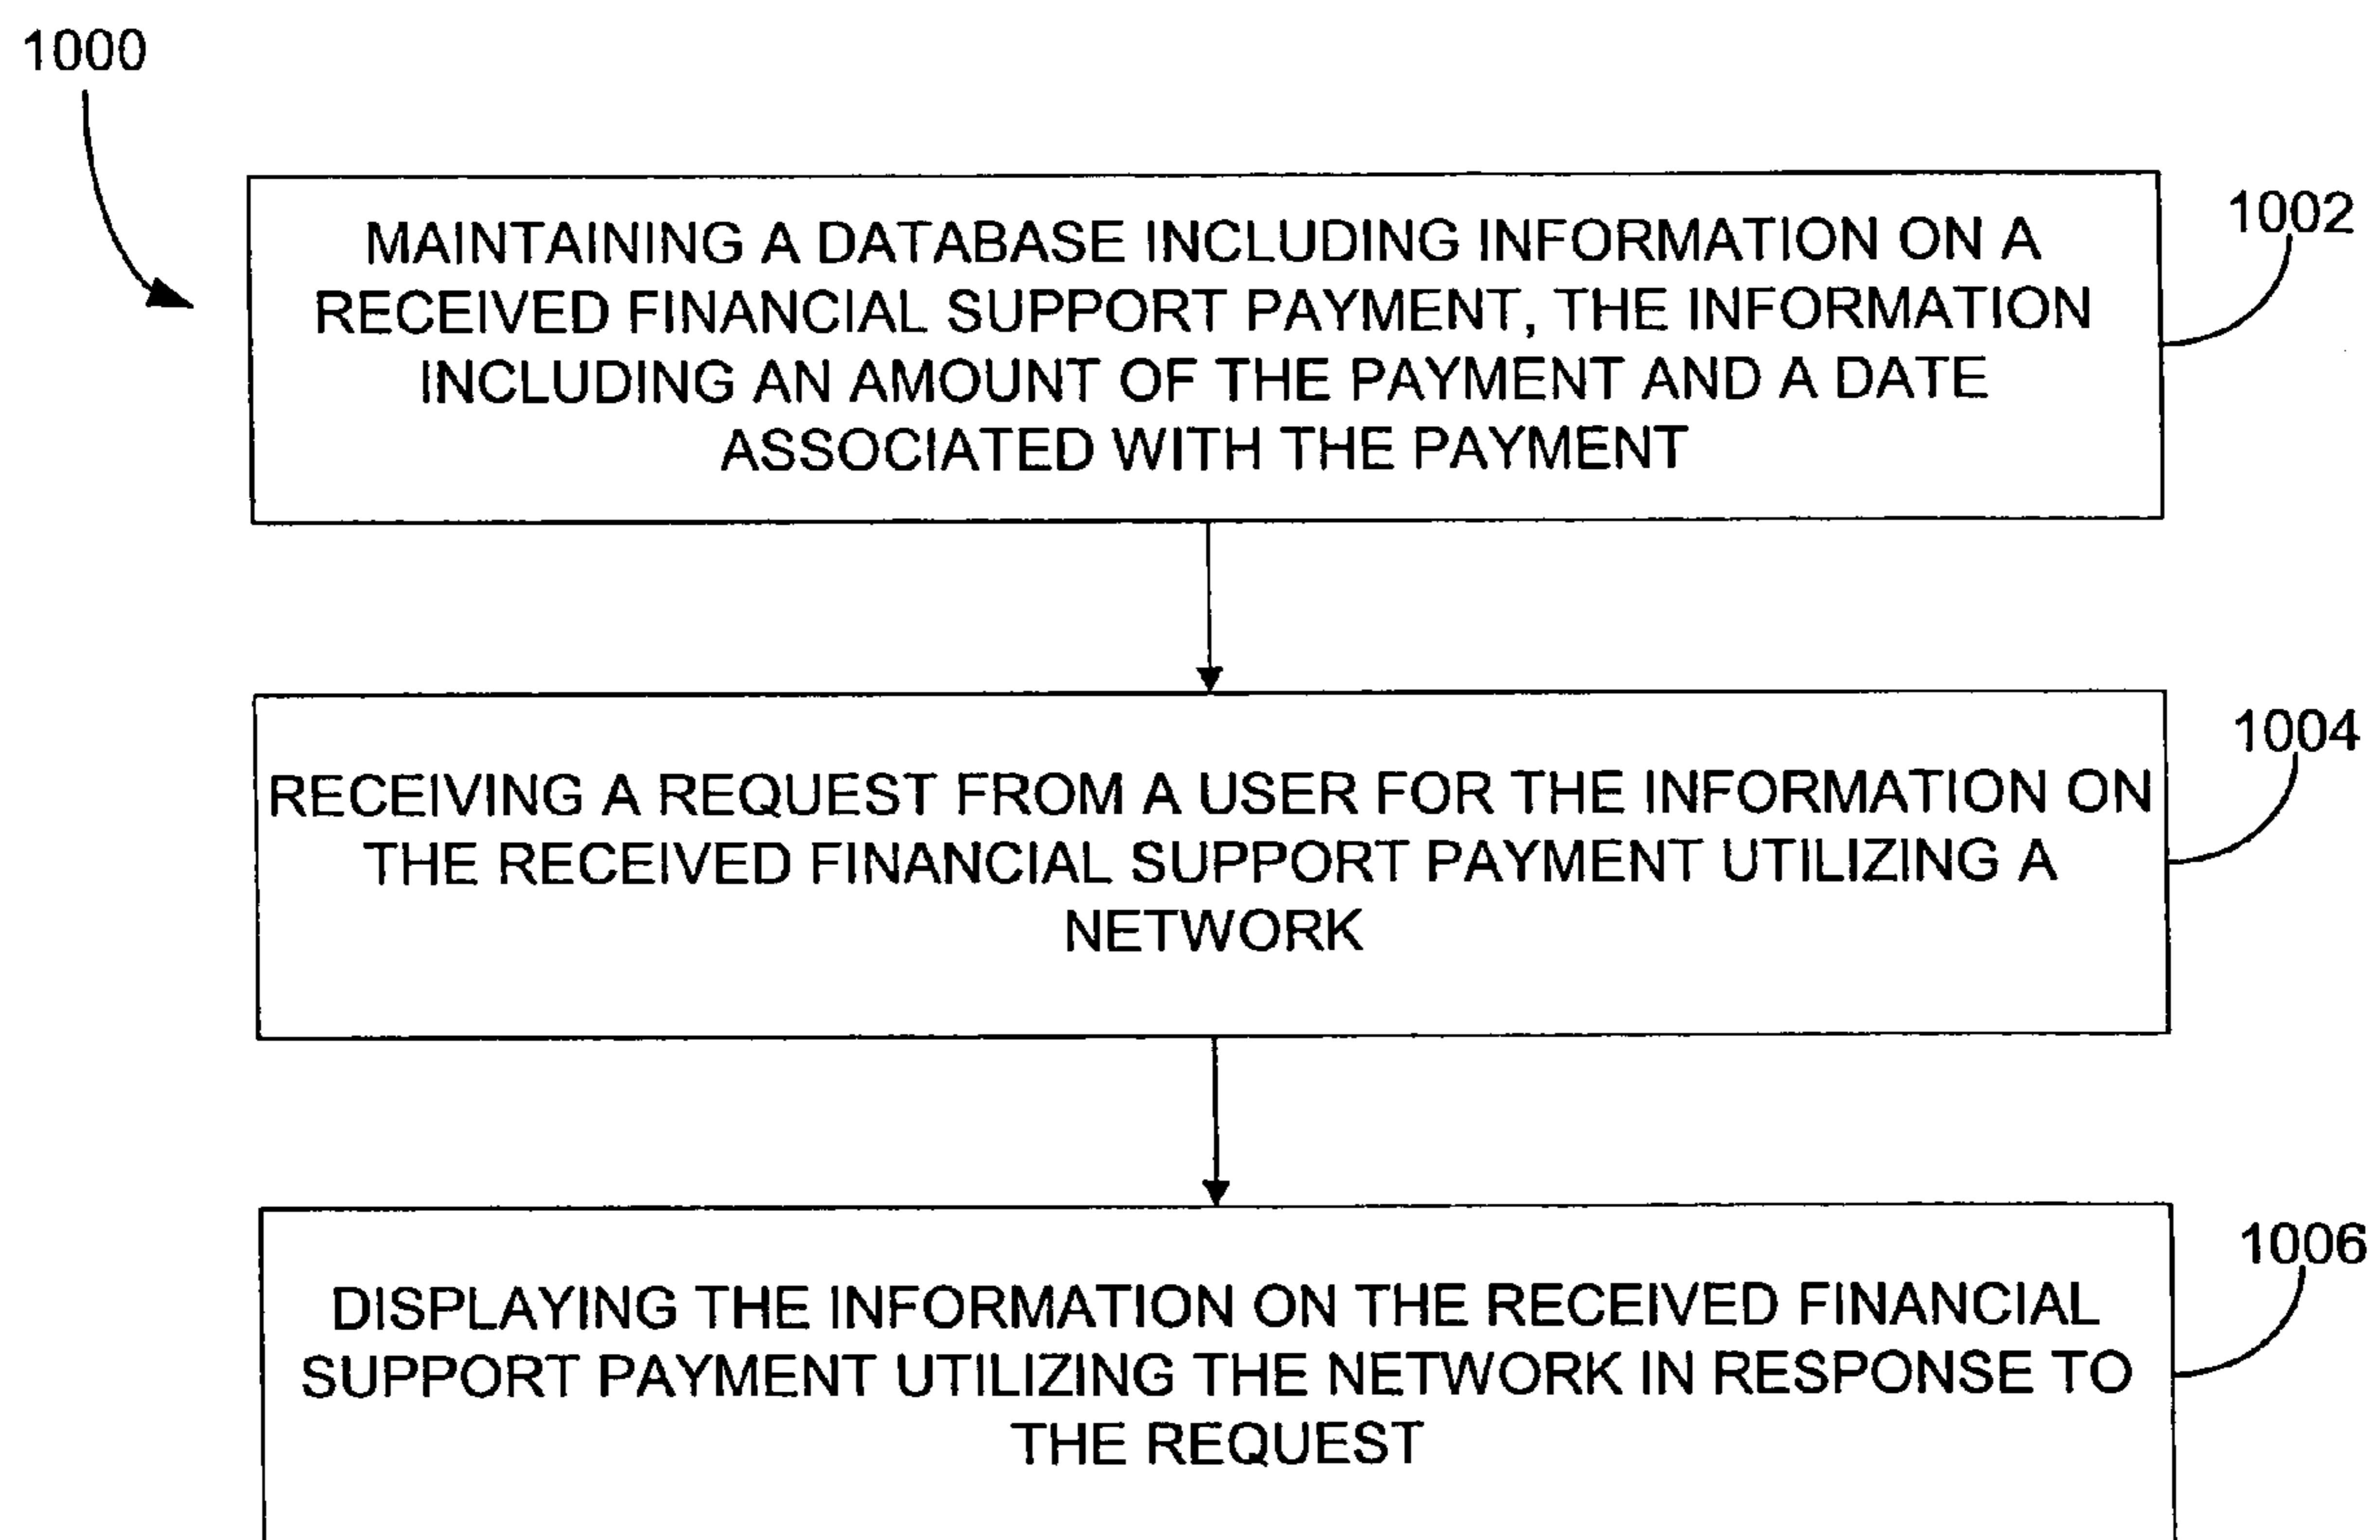 1000
MAINTAINING A DATABASE INCLUDING INFORMATION ON A
RECEIVED FINANCIAL SUPPORT PAYMENT, THE INFORMATION
INCLUDING AN AMOUNT OF THE PAYMENT AND A DATE
ASSOCIATED WITH THE PAYMENT
1002
RECEIVING A REQUEST FROM A USER FOR THE INFORMATION ON
THE RECEIVED FINANCIAL SUPPORT PAYMENT UTILIZING A
NETWORK
1004
DISPLAYING THE INFORMATION ON THE RECEIVED FINANCIAL
SUPPORT PAYMENT UTILIZING THE NETWORK IN RESPONSE TO
THE REQUEST
1006